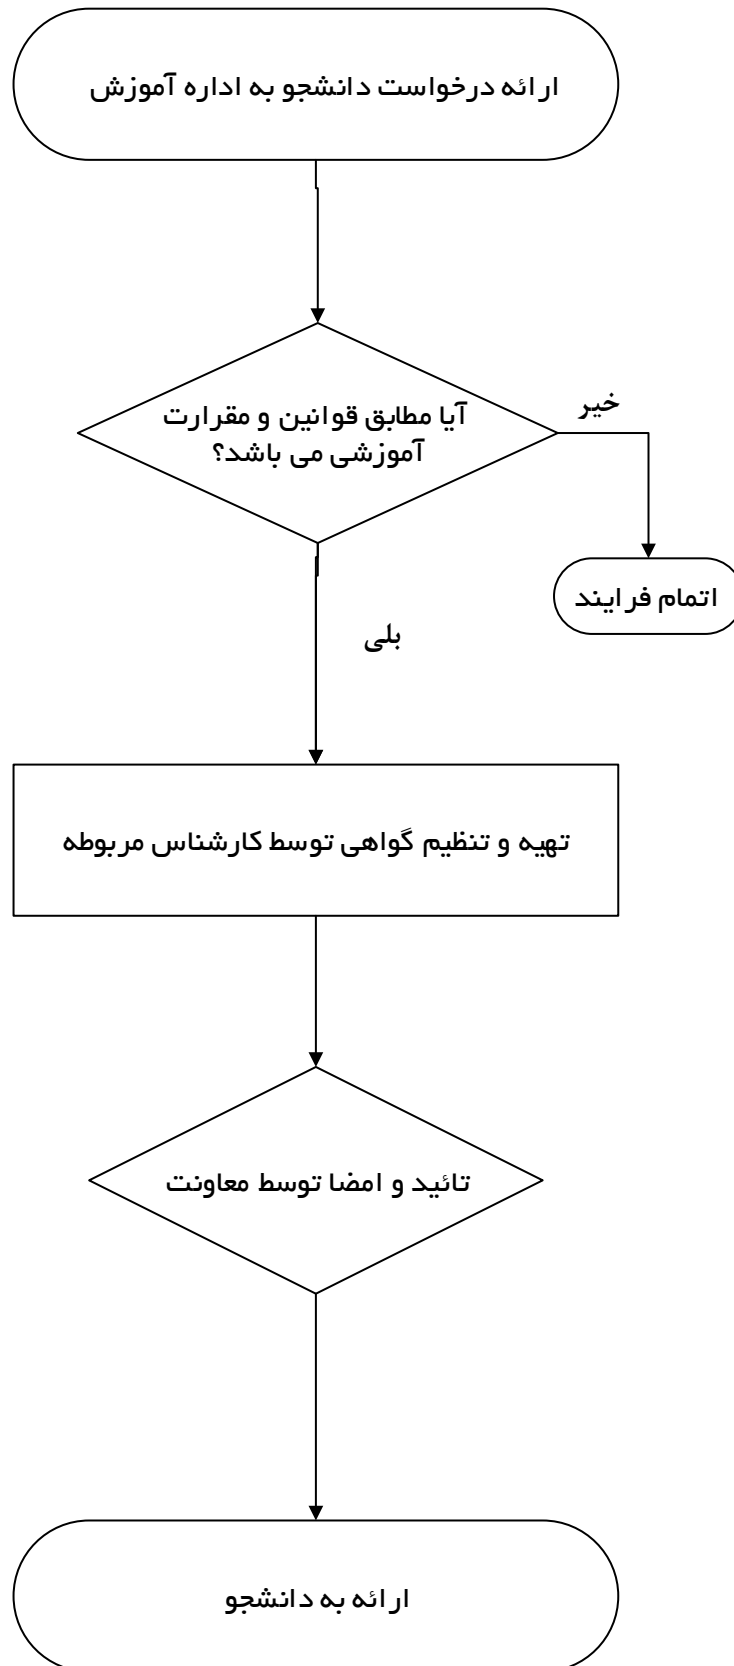 ارائه درخواست دانشجو به اداره آموزش
آیا مطابق قوانین و مقرارت
آموزشی می باشد؟
خیر
اتمام فرایند
بلی
تهیه و تنظیم گواهی توسط کارشناس مربوطه
تائید و امضا توسط معاونت
ارائه به دانشجو